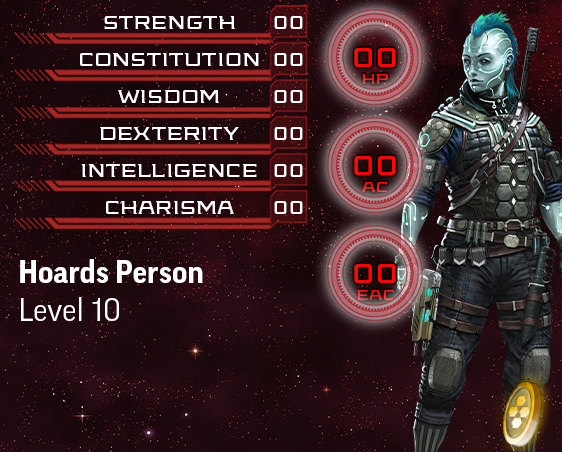 STRENGTH 00
CONSTITUTION 00
WISDOM 00
DEXTERITY 00
INTELLIGENCE 00
CHARISMA 00
00
HP
00
AC
00
EAC
Hoards Person
Level 10